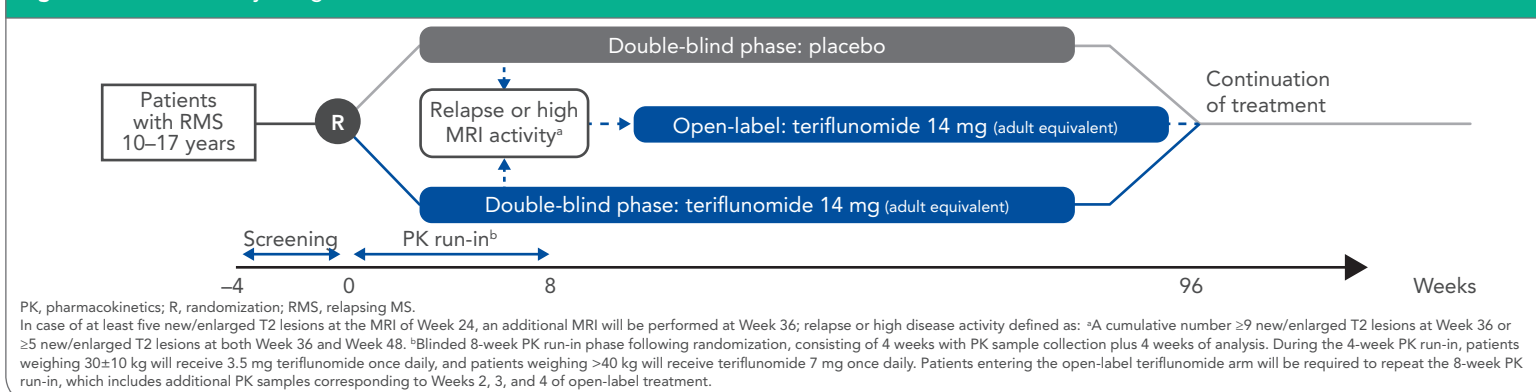 Double-blind phase: placebo
Continuation
of treatment
Patients
with RMS
10–17 years
R
Relapse or high
MRI activityᵃ
Open-label: teriflunomide 14 mg (adult equivalent)
Double-blind phase: teriflunomide 14 mg (adult equivalent)
Screening
PK run-inᵇ
–4
0
8
96
Weeks
PK, pharmacokinetics; R, randomization; RMS, relapsing MS.
In case of at least five new/enlarged T2 lesions at the MRI of Week 24, an additional MRI will be performed at Week 36; relapse or high disease activity defined as: ᵃA cumulative number ≥9 new/enlarged T2 lesions at Week 36 or
≥5 new/enlarged T2 lesions at both Week 36 and Week 48. ᵇBlinded 8-week PK run-in phase following randomization, consisting of 4 weeks with PK sample collection plus 4 weeks of analysis. During the 4-week PK run-in, patients
weighing 30±10 kg will receive 3.5 mg teriflunomide once daily, and patients weighing >40 kg will receive teriflunomide 7 mg once daily. Patients entering the open-label teriflunomide arm will be required to repeat the 8-week PK
run-in, which includes additional PK samples corresponding to Weeks 2, 3, and 4 of open-label treatment.